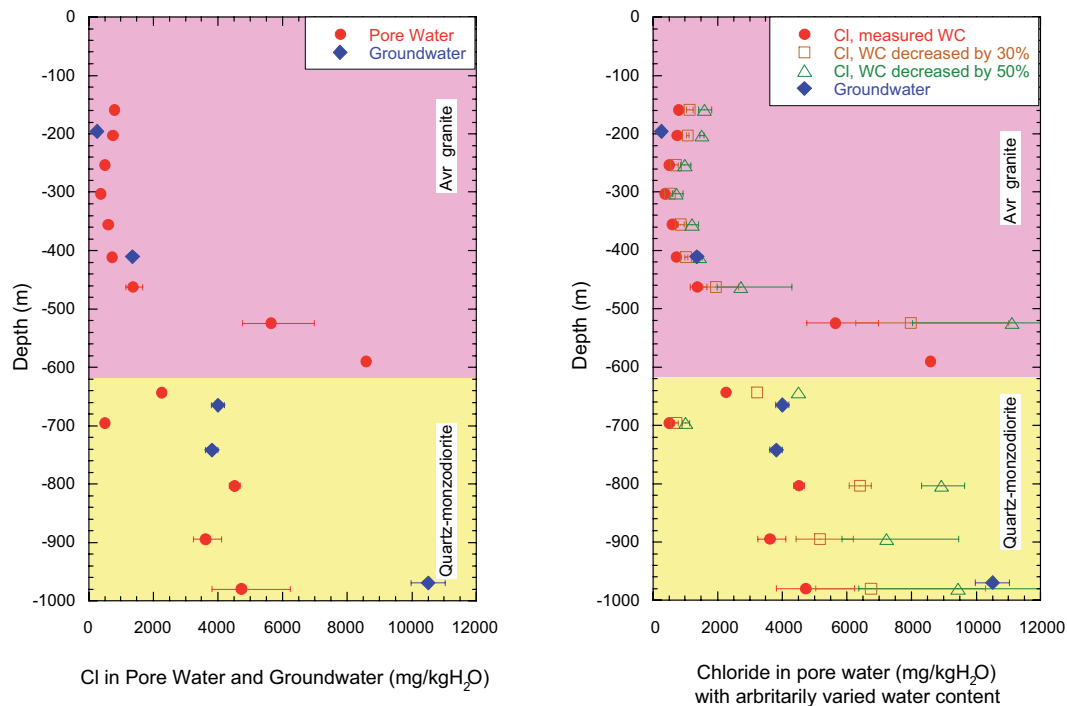 0
-100
-200
-300
-400
-500
-600
-700
-800
-900
-1000
Depth (m)
Pore Water
Groundwater
Avr granite
Quartz-monzodiorite
0 2000 4000 6000 8000 10000 12000
Cl in Pore Water and Groundwater (mg/kgH2O)
0
-100
-200
-300
-400
-500
-600
-700
-800
-900
-1000
Depth (m)
Cl, measured WC
Cl, WC decreased by 30%
Cl, WC decreased by 50%
Groundwater
Avr granite
Quartz-monzodiorite
0 2000 4000 6000 8000 10000 12000
Chloride in pore water (mg/kgH2O)
with arbritarily varied water content